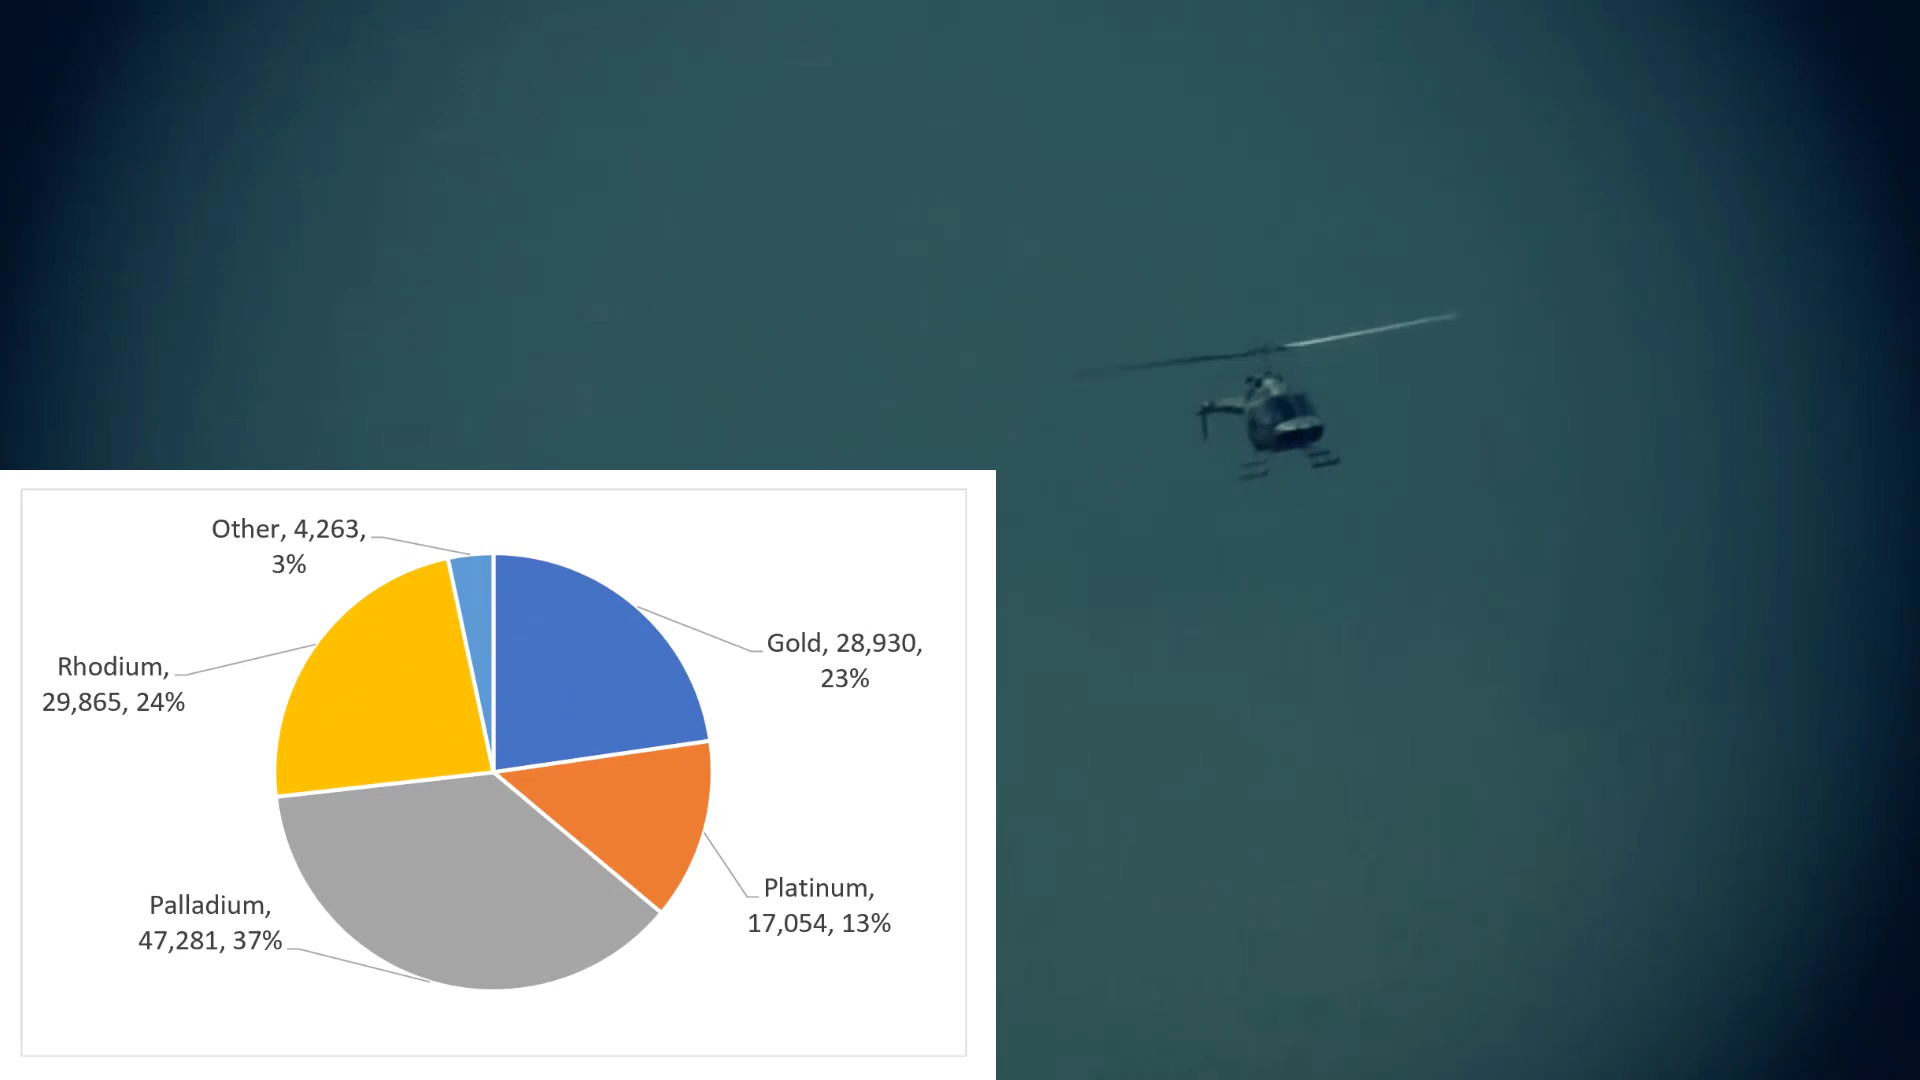 Other, 4,263,
3%
Gold, 28,930,
23%
Rhodium,
29,865, 24%
Platinum,
17,054, 13%
Palladium,
47,281, 37%